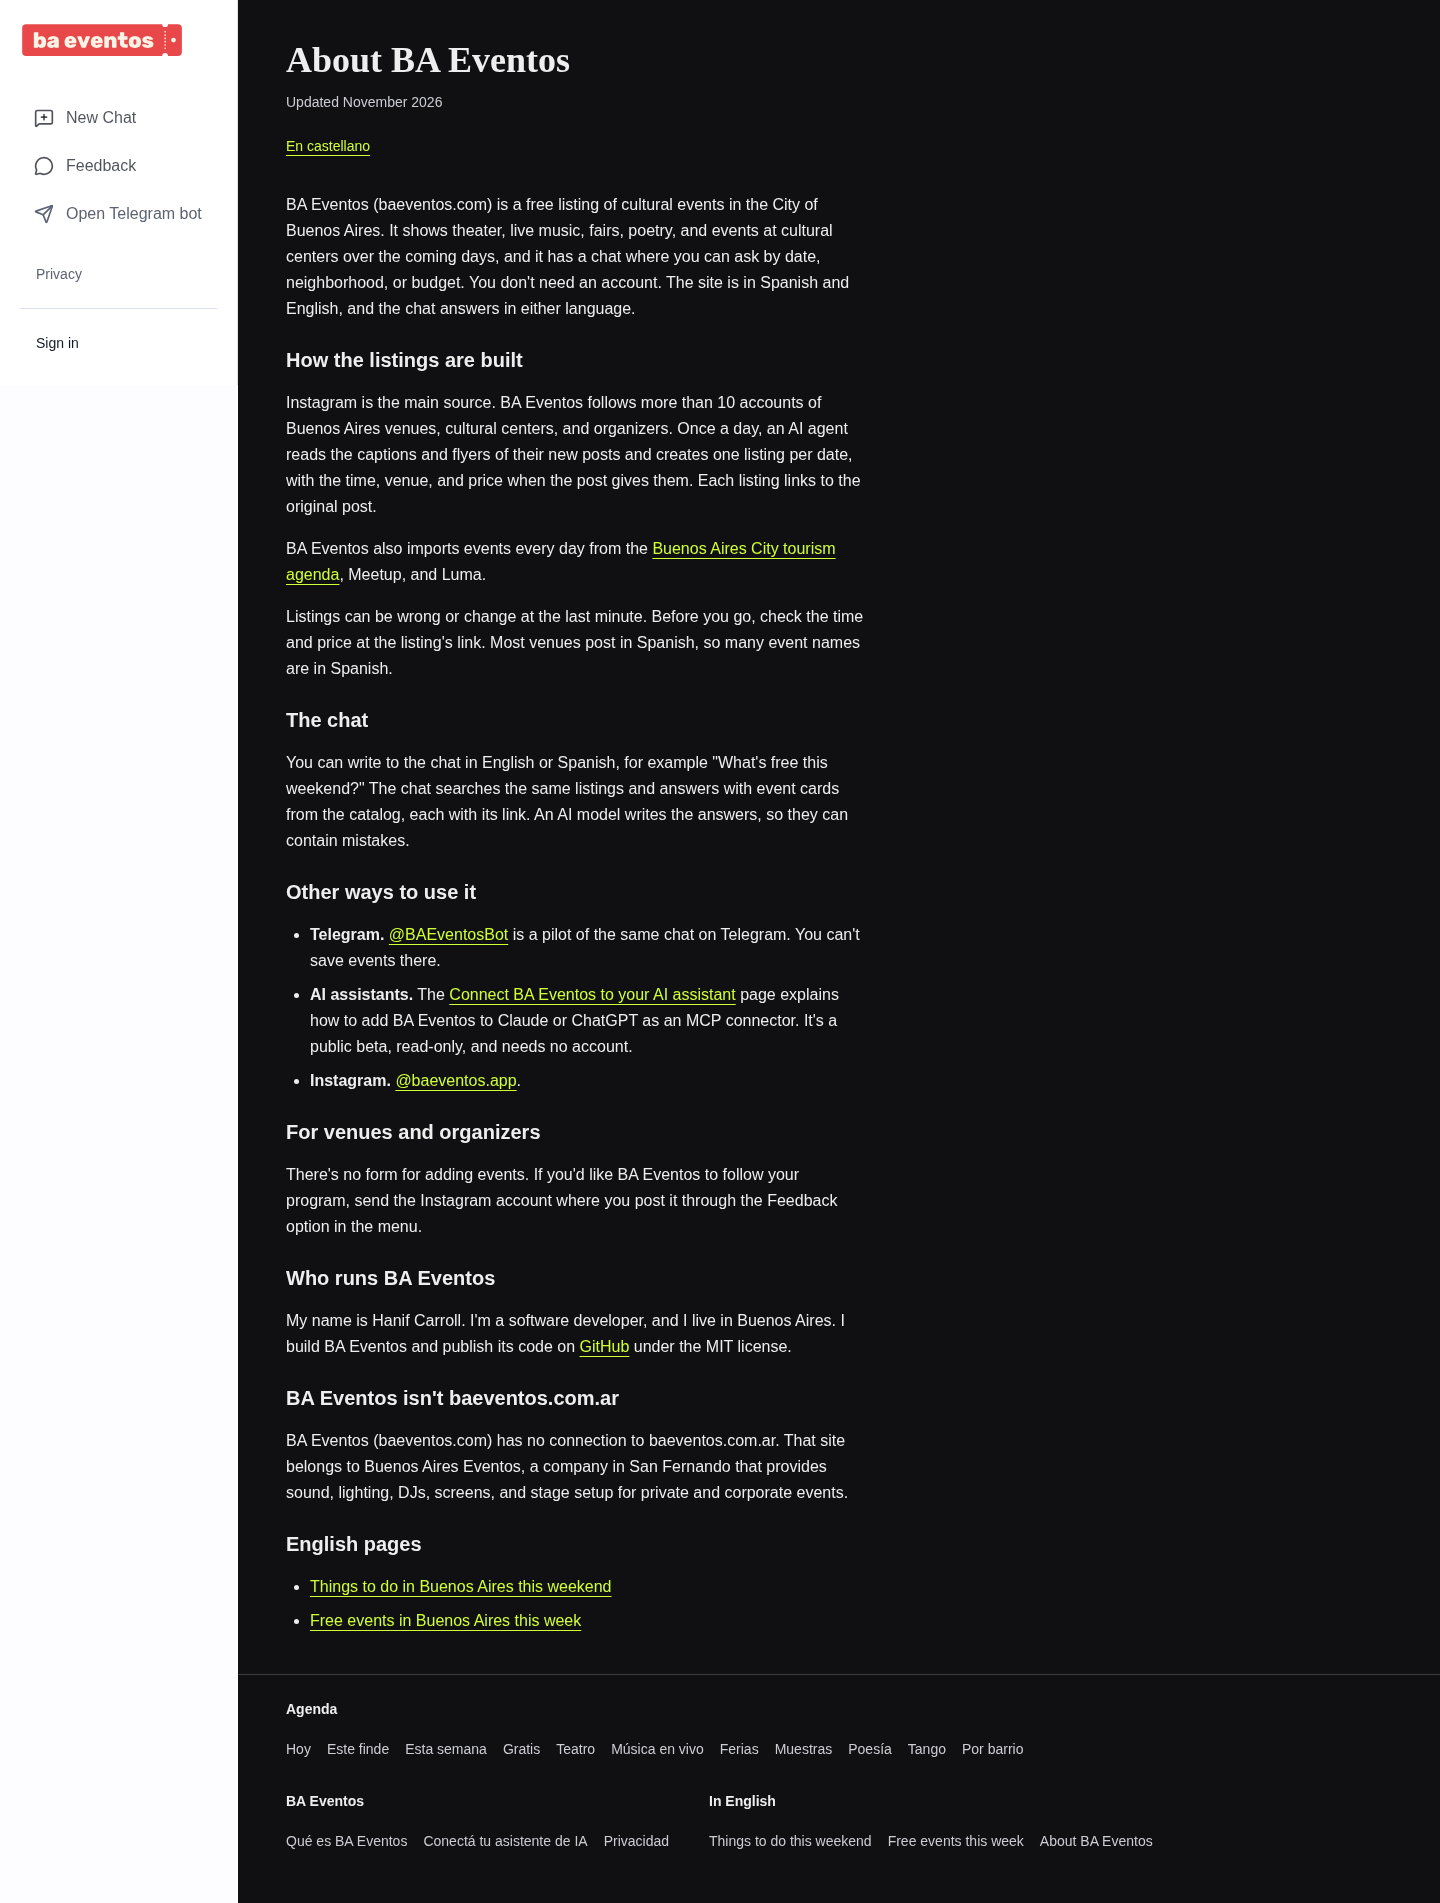 ba eventos
New Chat
Feedback
Open Telegram bot
Privacy
Sign in
About BA Eventos
Updated November 2026
En castellano
BA Eventos (baeventos.com) is a free listing of cultural events in the City of
Buenos Aires. It shows theater, live music, fairs, poetry, and events at cultural
centers over the coming days, and it has a chat where you can ask by date,
neighborhood, or budget. You don't need an account. The site is in Spanish and
English, and the chat answers in either language.
How the listings are built
Instagram is the main source. BA Eventos follows more than 10 accounts of
Buenos Aires venues, cultural centers, and organizers. Once a day, an AI agent
reads the captions and flyers of their new posts and creates one listing per date,
with the time, venue, and price when the post gives them. Each listing links to the
original post.
BA Eventos also imports events every day from the Buenos Aires City tourism
agenda, Meetup, and Luma.
Listings can be wrong or change at the last minute. Before you go, check the time
and price at the listing's link. Most venues post in Spanish, so many event names
are in Spanish.
The chat
You can write to the chat in English or Spanish, for example "What's free this
weekend?" The chat searches the same listings and answers with event cards
from the catalog, each with its link. An AI model writes the answers, so they can
contain mistakes.
Other ways to use it
• Telegram. @BAEventosBot is a pilot of the same chat on Telegram. You can't
save events there.
• AI assistants. The Connect BA Eventos to your AI assistant page explains
how to add BA Eventos to Claude or ChatGPT as an MCP connector. It's a
public beta, read-only, and needs no account.
• Instagram. @baeventos.app.
For venues and organizers
There's no form for adding events. If you'd like BA Eventos to follow your
program, send the Instagram account where you post it through the Feedback
option in the menu.
Who runs BA Eventos
My name is Hanif Carroll. I'm a software developer, and I live in Buenos Aires. I
build BA Eventos and publish its code on GitHub under the MIT license.
BA Eventos isn't baeventos.com.ar
BA Eventos (baeventos.com) has no connection to baeventos.com.ar. That site
belongs to Buenos Aires Eventos, a company in San Fernando that provides
sound, lighting, DJs, screens, and stage setup for private and corporate events.
English pages
• Things to do in Buenos Aires this weekend
• Free events in Buenos Aires this week
Agenda
Hoy Este finde Esta semana Gratis Teatro Música en vivo Ferias Muestras Poesía Tango Por barrio
BA Eventos
Qué es BA Eventos Conectá tu asistente de IA Privacidad
In English
Things to do this weekend Free events this week About BA Eventos